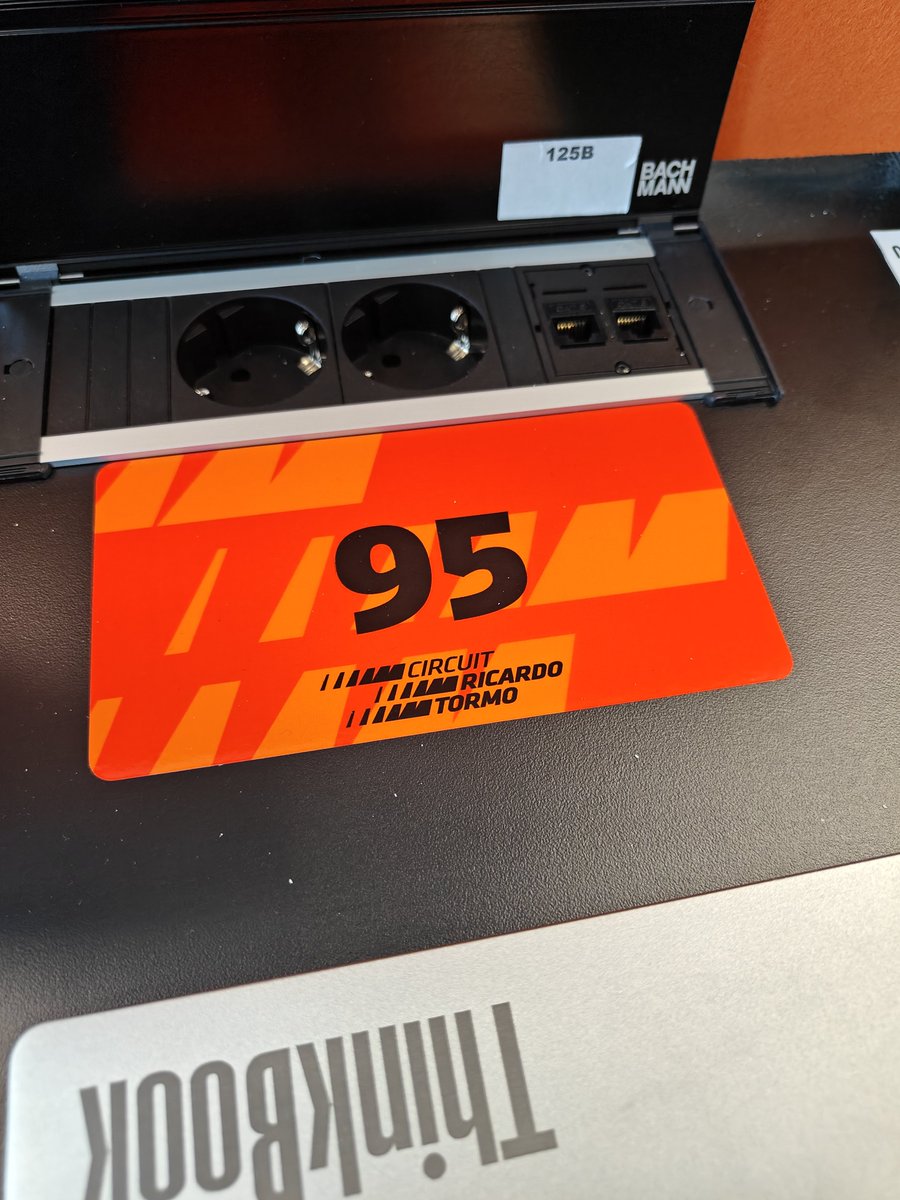 125B
BACH
MANN
95
CIRCUIT
RICARDO
TORMO
ThinkBook